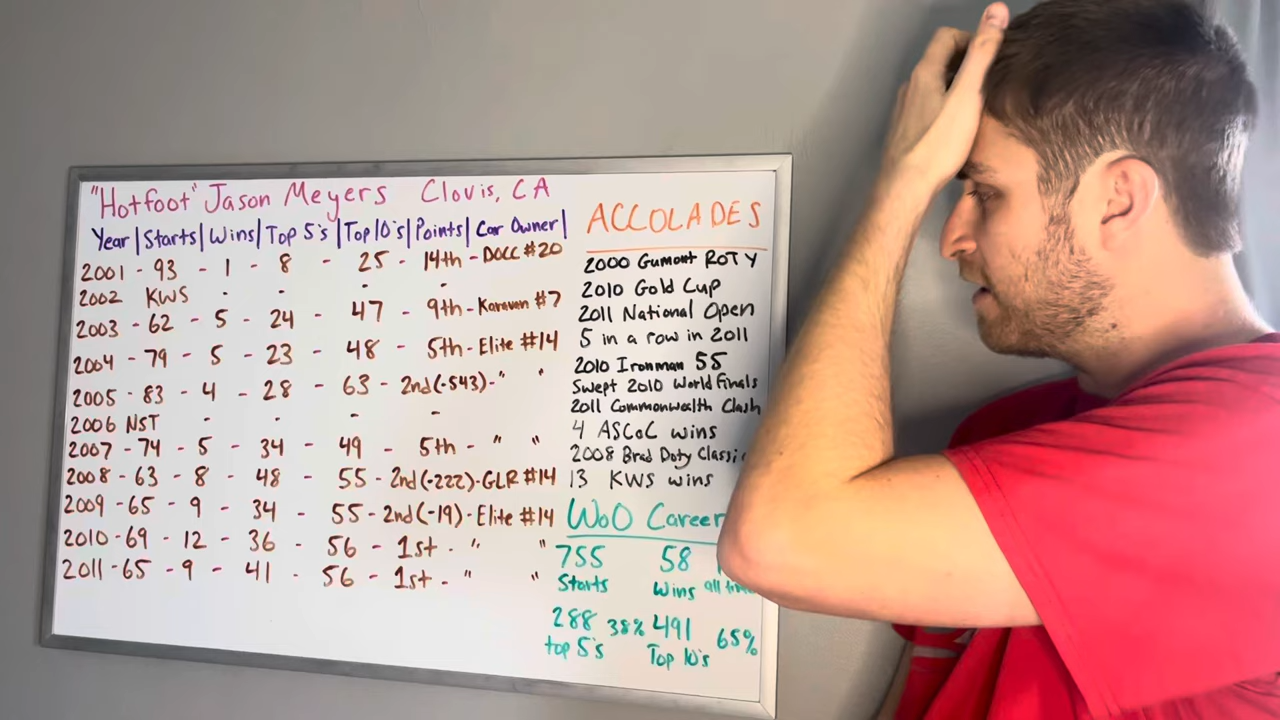 "Hotfoot" Jason Meyers Clovis, CA
Year | Starts | Wins | Top 5's | Top 10's | Points | Car Owner |
2001 - 93 - 1 - 8 - 25 - 14th - DOCC #20
2002 KWS - - -
2003 - 62 - 5 - 24 - 47 - 9th - Karavan #7
2004 - 79 - 5 - 23 - 48 - 5th - Elite #14
2005 - 83 - 4 - 28 - 63 - 2nd (-543) - " "
2006 NST - - - -
2007 - 74 - 5 - 34 - 49 - 5th - " "
2008 - 63 - 8 - 48 - 55 - 2nd (-222) - GLR #14
2009 - 65 - 9 - 34 - 55 - 2nd (-19) - Elite #14
2010 - 69 - 12 - 36 - 56 - 1st - " "
2011 - 65 - 9 - 41 - 56 - 1st - " "
ACCOLADES
2000 Gumout ROTY
2010 Gold Cup
2011 National Open
5 in a row in 2011
2010 Ironman 55
Swept 2010 World Finals
2011 Commonwealth Clash
4 ASCoC wins
2008 Brad Doty Classic
13 KWS wins
WoO Career
755 58
Starts Wins all
288 38% 491 65%
top 5's Top 10's